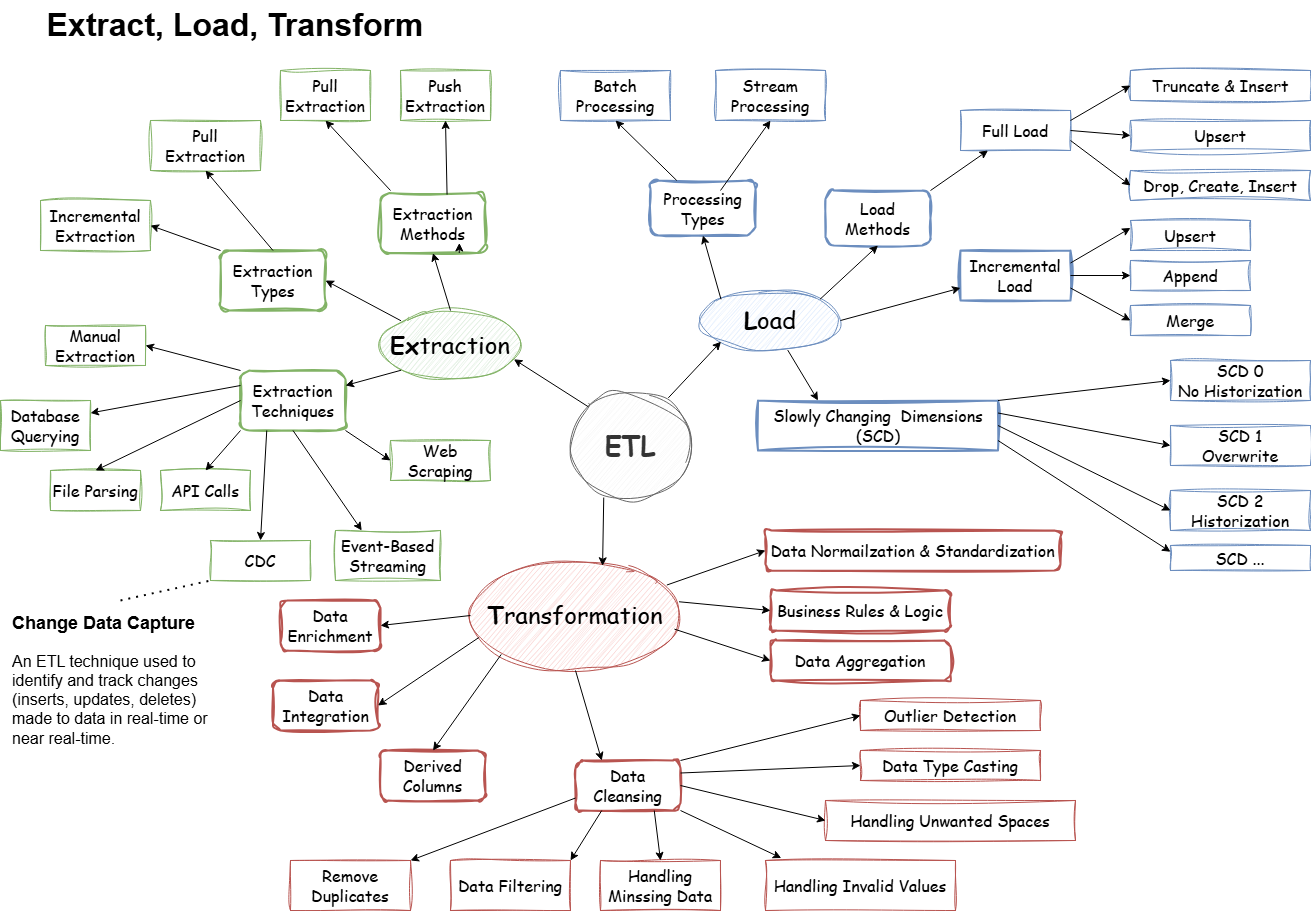 Extract, Load, Transform
Pull
Extraction
Push
Extraction
Pull
Extraction
Incremental
Extraction
Extraction
Methods
Extraction
Types
Extraction
Manual
Extraction
Extraction
Techniques
Database
Querying
File Parsing
API Calls
Web
Scraping
CDC
Event-Based
Streaming
Change Data Capture
An ETL technique used to
identify and track changes
(inserts, updates, deletes)
made to data in real-time or
near real-time.
ETL
Batch
Processing
Stream
Processing
Processing
Types
Load
Methods
Load
Full Load
Truncate & Insert
Upsert
Drop, Create, Insert
Incremental
Load
Upsert
Append
Merge
Slowly Changing Dimensions
(SCD)
SCD 0
No Historization
SCD 1
Overwrite
SCD 2
Historization
SCD ...
Transformation
Data Normailzation & Standardization
Business Rules & Logic
Data Aggregation
Data
Enrichment
Data
Integration
Derived
Columns
Data
Cleansing
Outlier Detection
Data Type Casting
Handling Unwanted Spaces
Handling Invalid Values
Handling
Minssing Data
Data Filtering
Remove
Duplicates